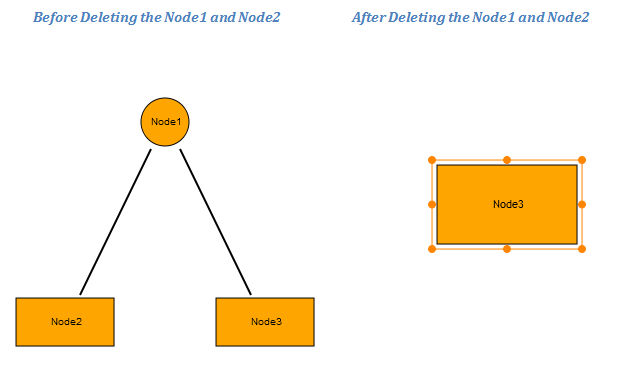 Before Deleting the Node1 and Node2
After Deleting the Node1 and Node2
Node1
Node2
Node3
Node3